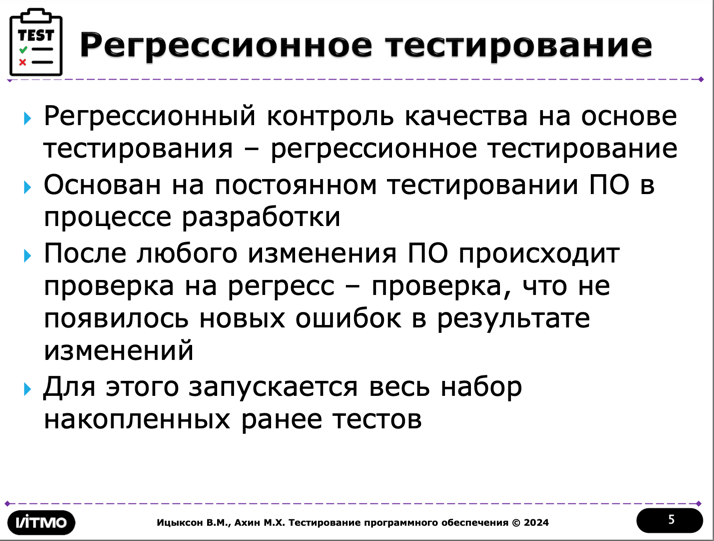 TEST
Регрессионное тестирование
Регрессионный контроль качества на основе
тестирования – регрессионное тестирование
Основан на постоянном тестировании ПО в
процессе разработки
После любого изменения ПО происходит
проверка на регресс – проверка, что не
появилось новых ошибок в результате
изменений
Для этого запускается весь набор
накопленных ранее тестов
ITMO
Ицыксон В.М., Ахин М.Х. Тестирование программного обеспечения © 2024
5